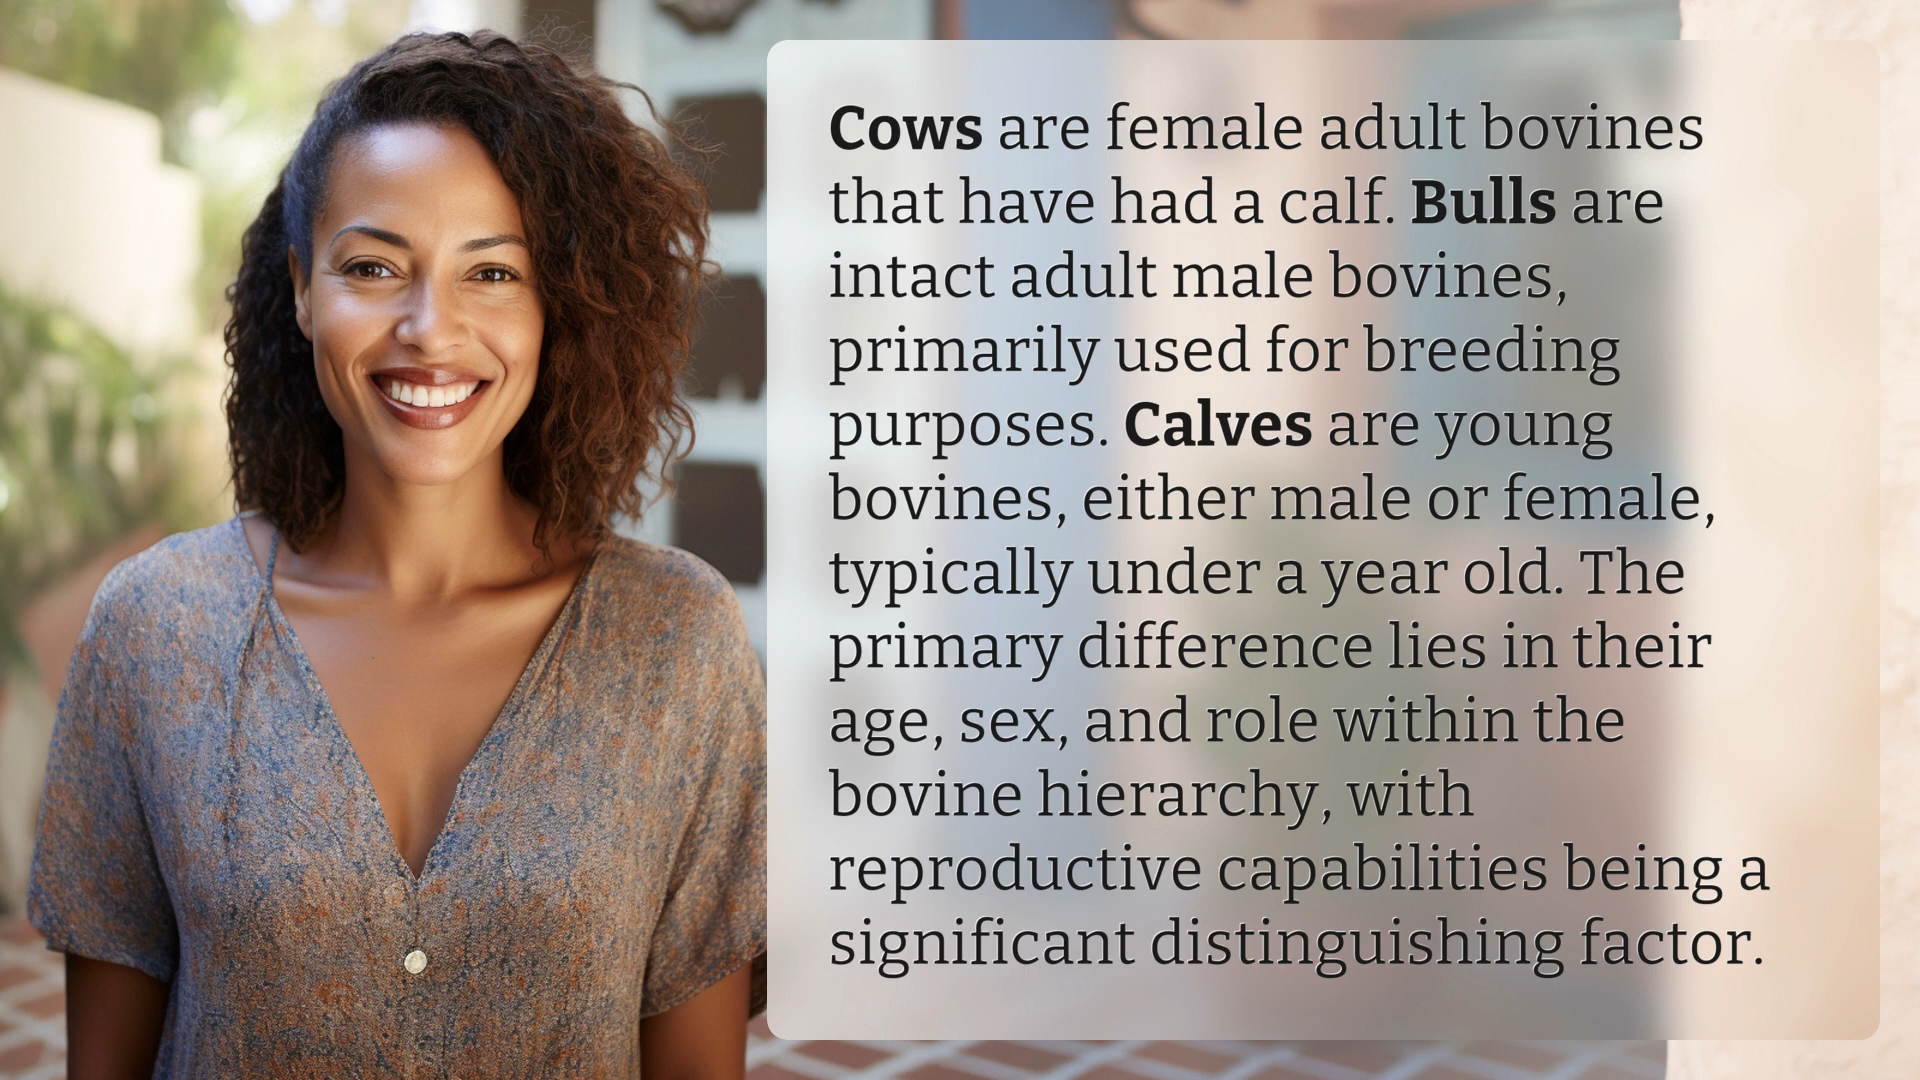 Cows are female adult bovines
that have had a calf. Bulls are
intact adult male bovines,
primarily used for breeding
purposes. Calves are young
bovines, either male or female,
typically under a year old. The
primary difference lies in their
age, sex, and role within the
bovine hierarchy, with
reproductive capabilities being a
significant distinguishing factor.